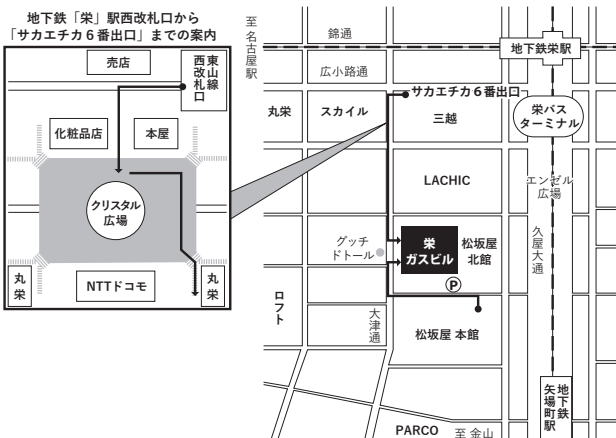 地下鉄「栄」駅西改札口から
「サカエチカ６番出口」までの案内
売店
東山線
西改札口
化粧品店
本屋
クリスタル
広場
丸栄
NTTドコモ
丸栄
至 名古屋駅
錦通
地下鉄栄駅
広小路通
サカエチカ６番出口
丸栄
スカイル
三越
栄バス
ターミナル
LACHIC
エンゼル
広場
グッチ
ドトール
栄
ガスビル
松坂屋
北館
久屋大通
P
ロフト
大津通
松坂屋 本館
地下鉄
矢場町駅
PARCO
至 金山